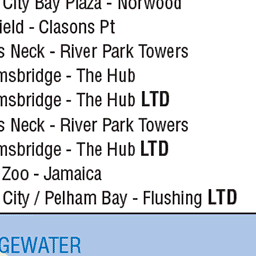 City Bay Plaza - Norwood
ield - Clasons Pt
s Neck - River Park Towers
msbridge - The Hub
msbridge - The Hub LTD
s Neck - River Park Towers
msbridge - The Hub LTD
Zoo - Jamaica
City / Pelham Bay - Flushing LTD
GEWATER